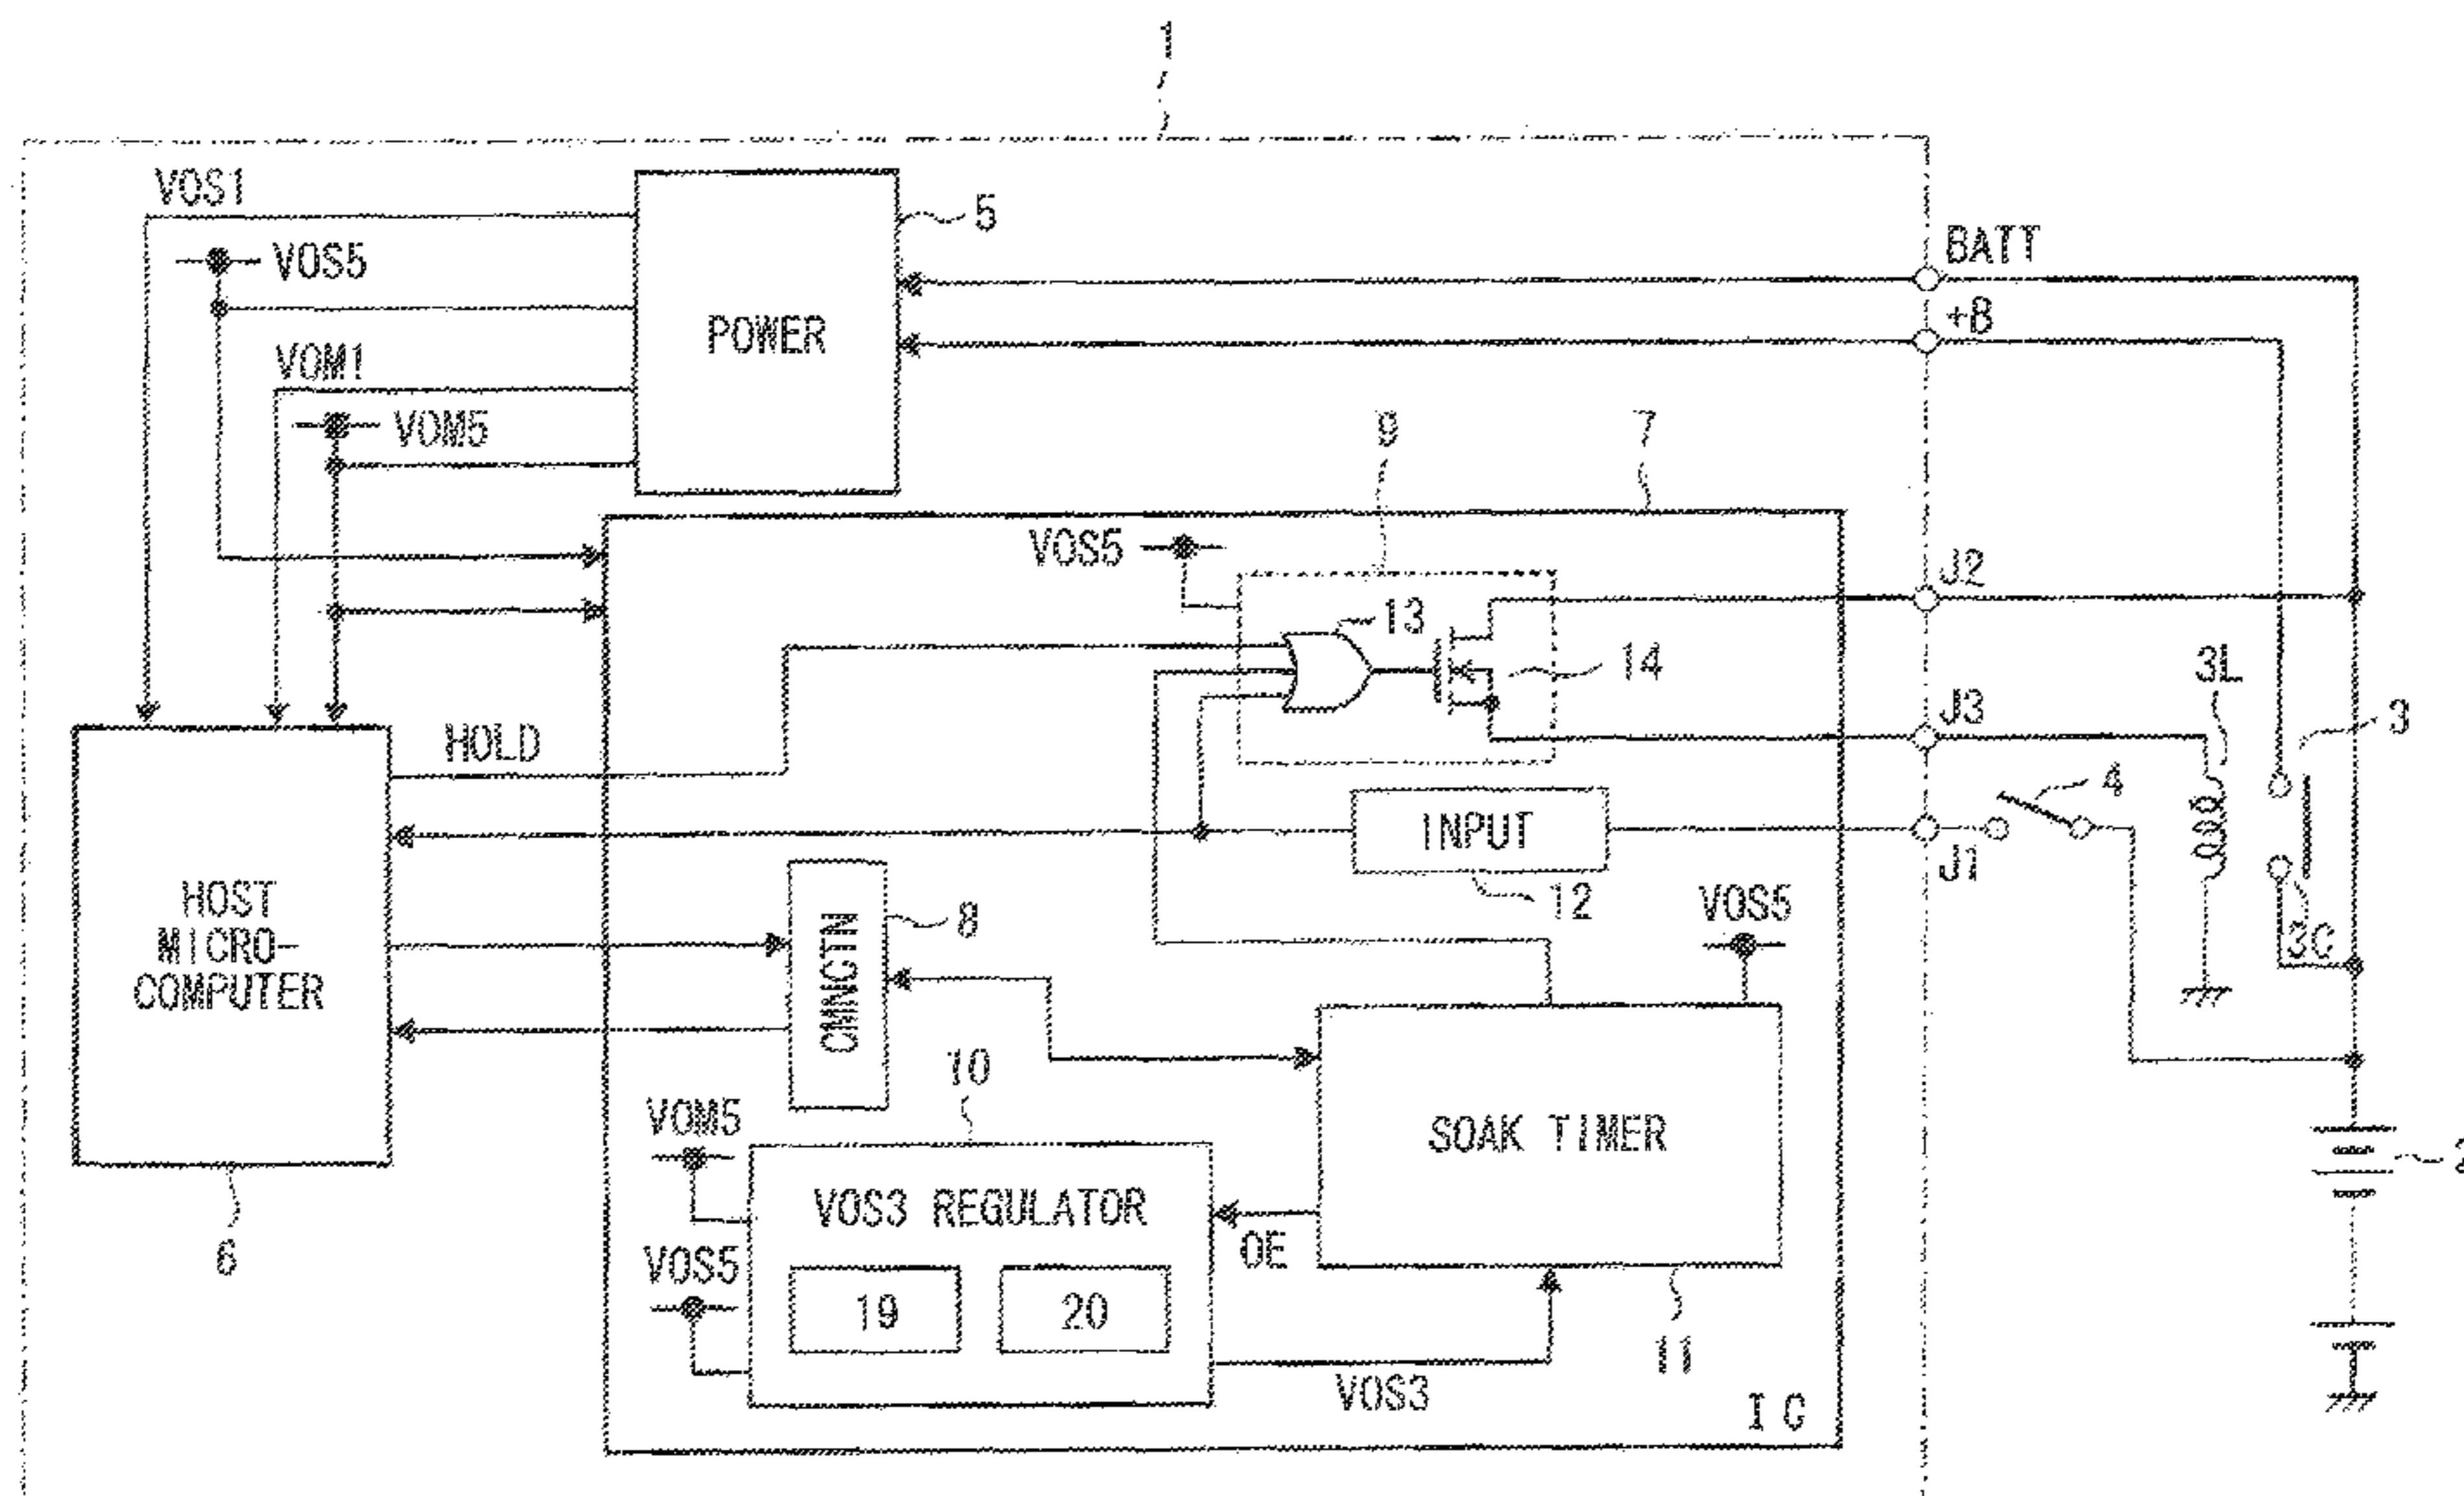 1
VOS1
5
BATT
VOS5
+B
POWER
VOM1
VOM5
9
7
VOS5
J2
13
14
3L
J3
3
HOLD
4
INPUT
J1
HOST
MICRO-
COMPUTER
CMNCTN
8
12
VOS5
3C
10
VOM5
SOAK TIMER
2
VOS3 REGULATOR
6
OE
VOS5
19
20
11
VOS3
IC